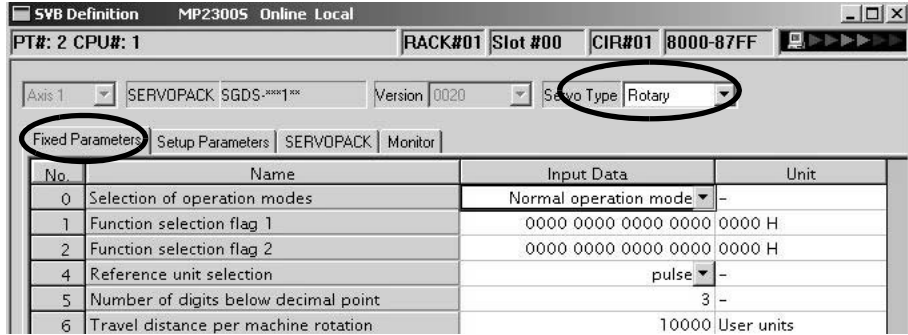 SVB Definition MP2300S Online Local
PT#: 2 CPU#: 1 RACK#01 Slot #00 CIR#01 8000-87FF
Axis 1 SERVOPACK SGDS-***1** Version 0020 Servo Type Rotary
Fixed Parameters Setup Parameters SERVOPACK Monitor
No. Name Input Data Unit
0 Selection of operation modes Normal operation mode -
1 Function selection flag 1 0000 0000 0000 0000 0000 H
2 Function selection flag 2 0000 0000 0000 0000 0000 H
4 Reference unit selection pulse -
5 Number of digits below decimal point 3 -
6 Travel distance per machine rotation 10000 User units